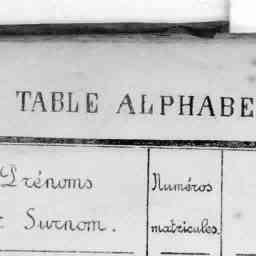 TABLE ALPHABE
Prénoms
Numéros
t Surnom.
matricules.